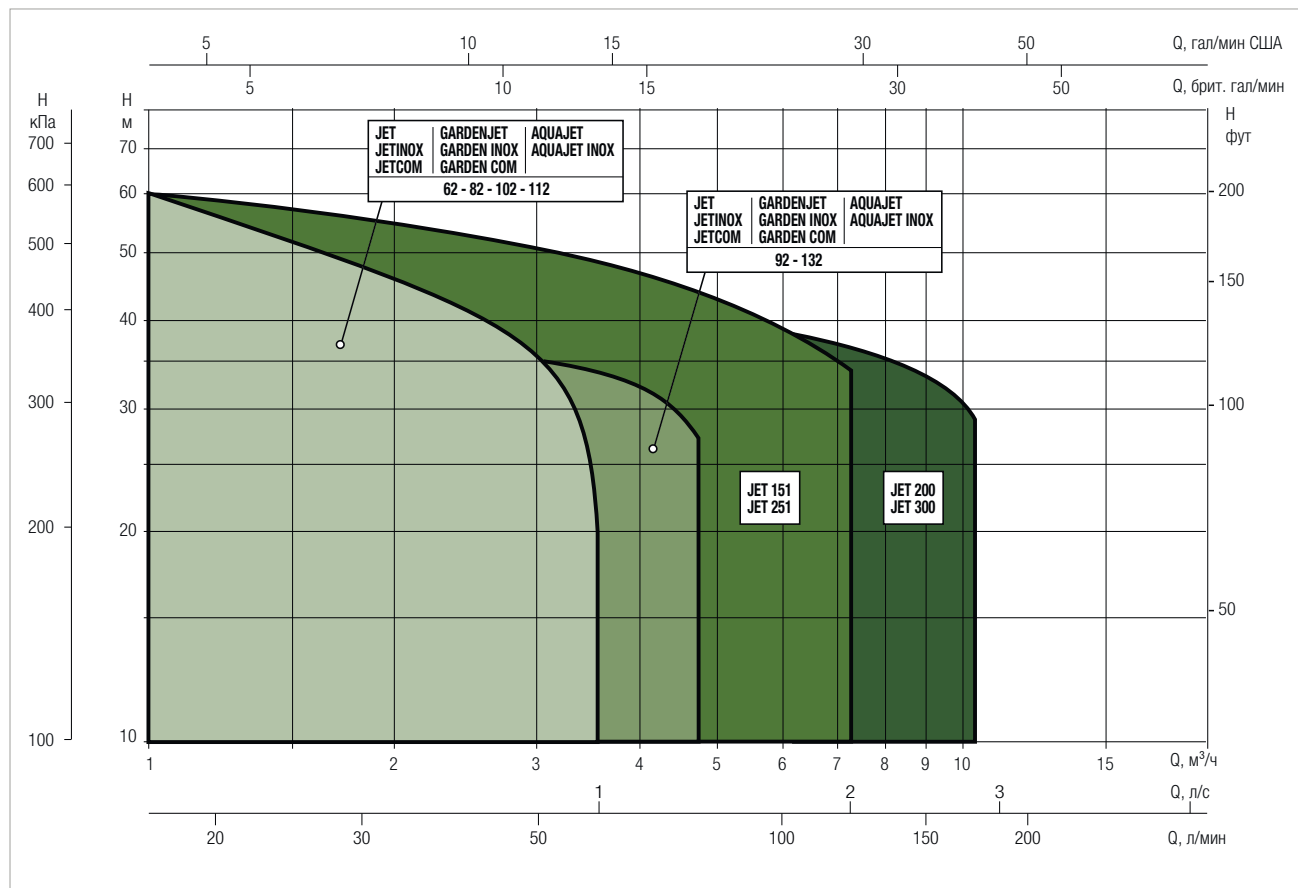 5 10 15 30 50 Q, гал/мин США
5 10 15 30 50 Q, брит. гал/мин
H кПа
H м
H фут
700
600
500
400
300
200
100
70
60
50
40
30
20
10
200
150
100
50
JET GARDENJET AQUAJET
JETINOX GARDEN INOX AQUAJET INOX
JETCOM GARDEN COM
62 - 82 - 102 - 112
JET GARDENJET AQUAJET
JETINOX GARDEN INOX AQUAJET INOX
JETCOM GARDEN COM
92 - 132
JET 151
JET 251
JET 200
JET 300
1 2 3 4 5 6 7 8 9 10 15 Q, м³/ч
1 2 3 Q, л/с
20 30 50 100 150 200 Q, л/мин